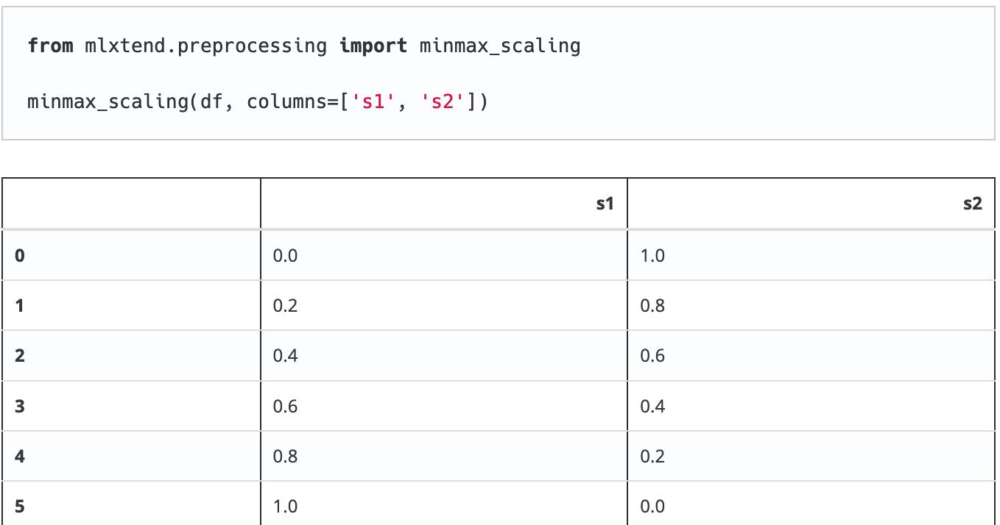 from mlxtend.preprocessing import minmax_scaling
minmax_scaling(df, columns=['s1', 's2'])
s1 s2
0 0.0 1.0
1 0.2 0.8
2 0.4 0.6
3 0.6 0.4
4 0.8 0.2
5 1.0 0.0